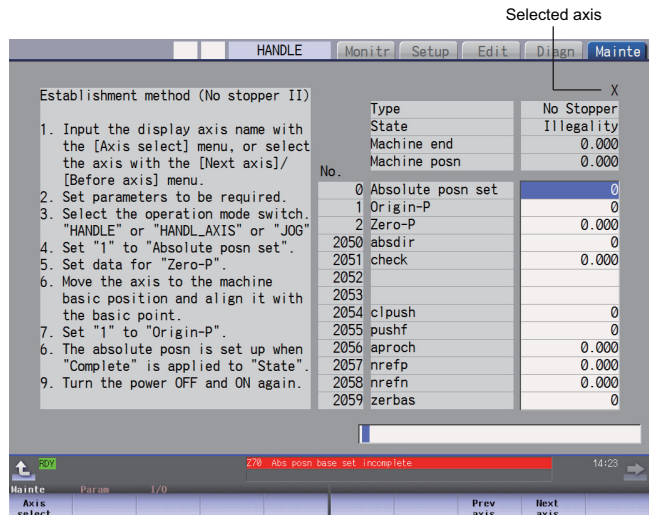 Selected axis
HANDLE Monitr Setup Edit Diagn Mainte
X
Establishment method (No stopper II)
1. Input the display axis name with
the [Axis select] menu, or select
the axis with the [Next axis]/
[Before axis] menu.
2. Set parameters to be required.
3. Select the operation mode switch.
"HANDLE" or "HANDL_AXIS" or "JOG"
4. Set "1" to "Absolute posn set".
5. Set data for "Zero-P".
6. Move the axis to the machine
basic position and align it with
the basic point.
7. Set "1" to "Origin-P".
6. The absolute posn is set up when
"Complete" is applied to "State".
9. Turn the power OFF and ON again.
Type No Stopper
State Illegality
Machine end 0.000
Machine posn 0.000
No.
0 Absolute posn set 0
1 Origin-P 0
2 Zero-P 0.000
2050 absdir 0
2051 check 0.000
2052
2053
2054 clpush 0
2055 pushf 0
2056 aproch 0.000
2057 nrefp 0.000
2058 nrefn 0.000
2059 zerbas 0
RDY Z70 Abs posn base set incomplete 14:23
Mainte Param I/O
Axis select Prev axis Next axis